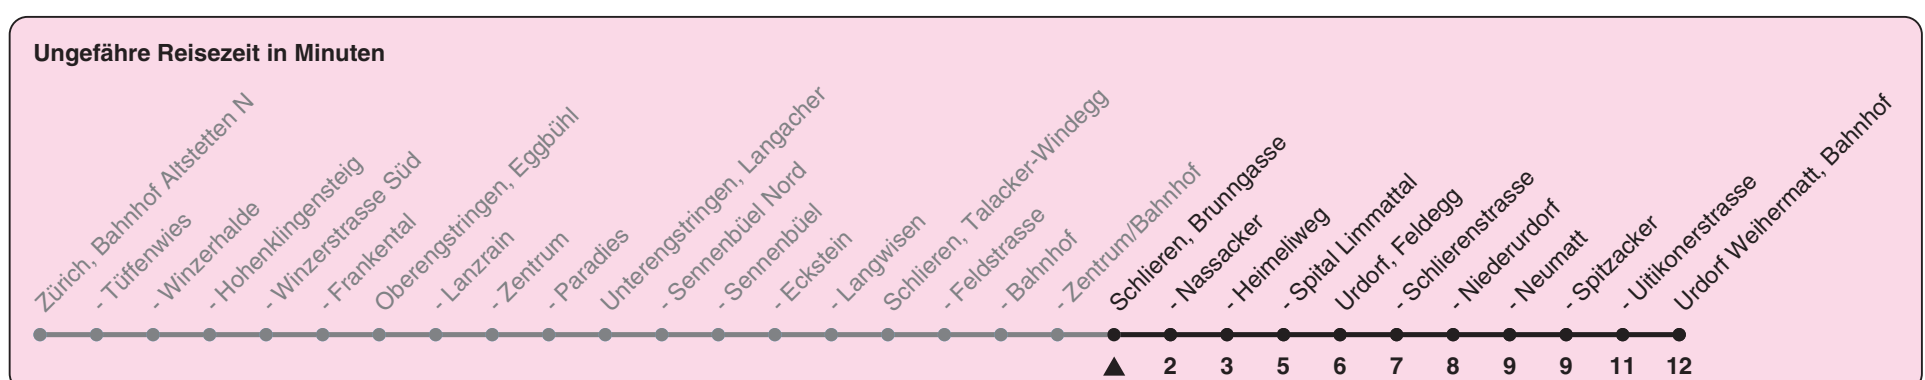 Ungefähre Reisezeit in Minuten
Zürich, Bahnhof Altstetten N
- Tüffenwies
- Winzerhalde
- Hohenklingensteig
- Winzerstrasse Süd
- Frankental
Oberengstringen, Eggbühl
- Lanzrain
- Zentrum
- Paradies
Unterengstringen, Langacher
- Sennenbüel Nord
- Sennenbüel
- Eckstein
- Langwisen
Schlieren, Talacker-Windegg
- Feldstrasse
- Bahnhof
- Zentrum/Bahnhof
Schlieren, Brunngasse
- Nassacker
- Heimeliweg
- Spital Limmattal
Urdorf, Feldegg
- Schlierenstrasse
- Niederurdorf
- Neumatt
- Spitzacker
- Uitikonerstrasse
Urdorf Weihermatt, Bahnhof
2 3 5 6 7 8 9 9 11 12